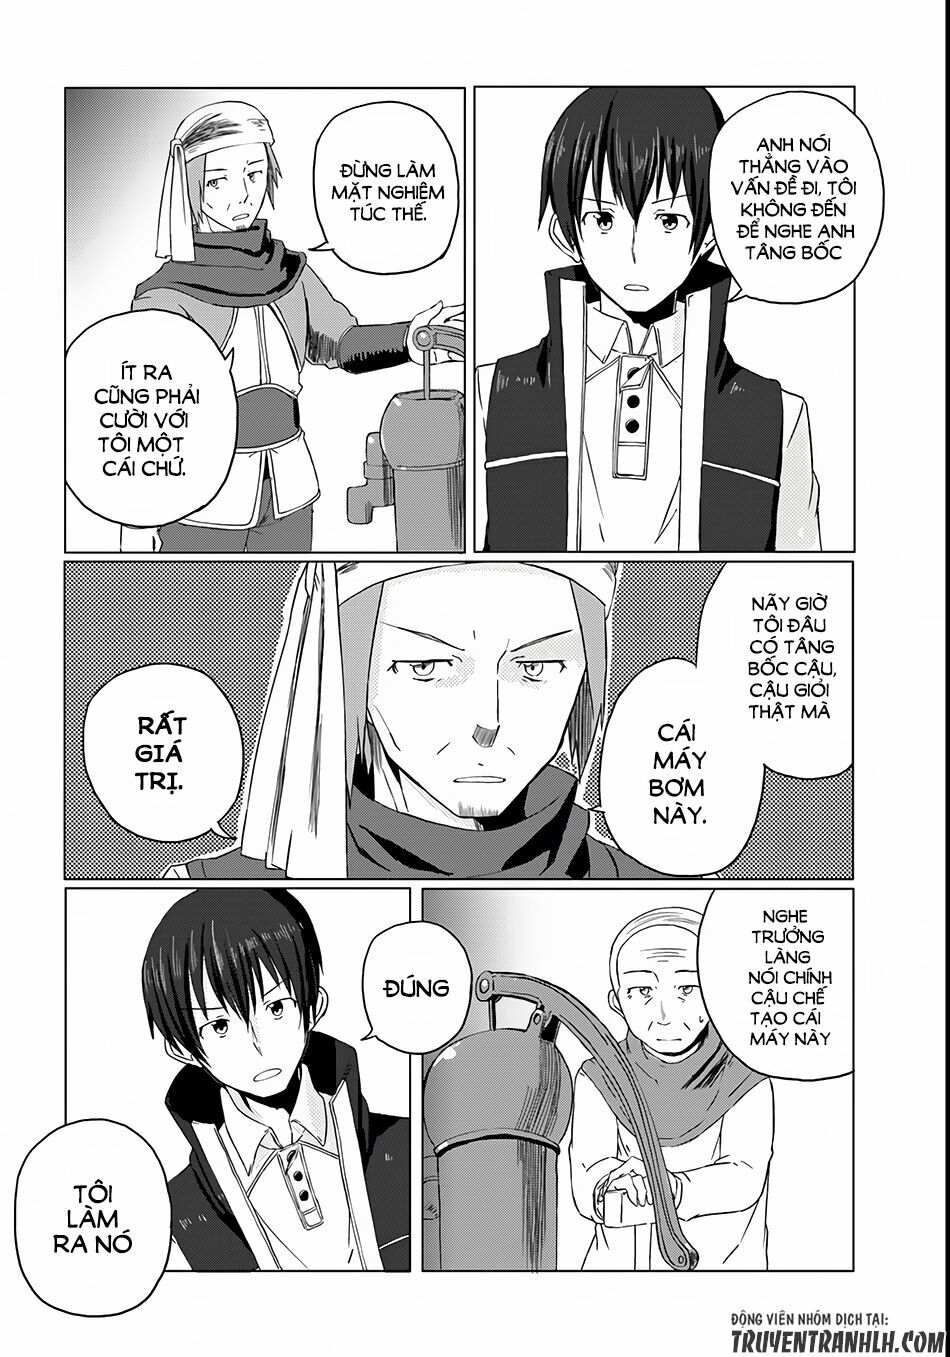 ANH NÓI
THẲNG VÀO
VẤN ĐỀ ĐI, TÔI
KHÔNG ĐẾN
ĐỂ NGHE ANH
TÂNG BỐC
ĐỪNG LÀM
MẶT NGHIÊM
TÚC THẾ.
ÍT RA
CŨNG PHẢI
CƯỜI VỚI
TÔI MỘT
CÁI CHỨ.
NÃY GIỜ
TÔI ĐÂU
CÓ TÂNG
BỐC CẬU,
CẬU GIỎI
THẬT MÀ
CÁI
MÁY
BƠM
NÀY.
RẤT
GIÁ
TRỊ.
NGHE
TRƯỞNG
LÀNG
NÓI CHÍNH
CẬU CHẾ
TẠO CÁI
MÁY NÀY
ĐÚNG
TÔI
LÀM
RA NÓ
ĐỘNG VIÊN NHÓM DỊCH TẠI:
TRUYENTRANHLH.COM